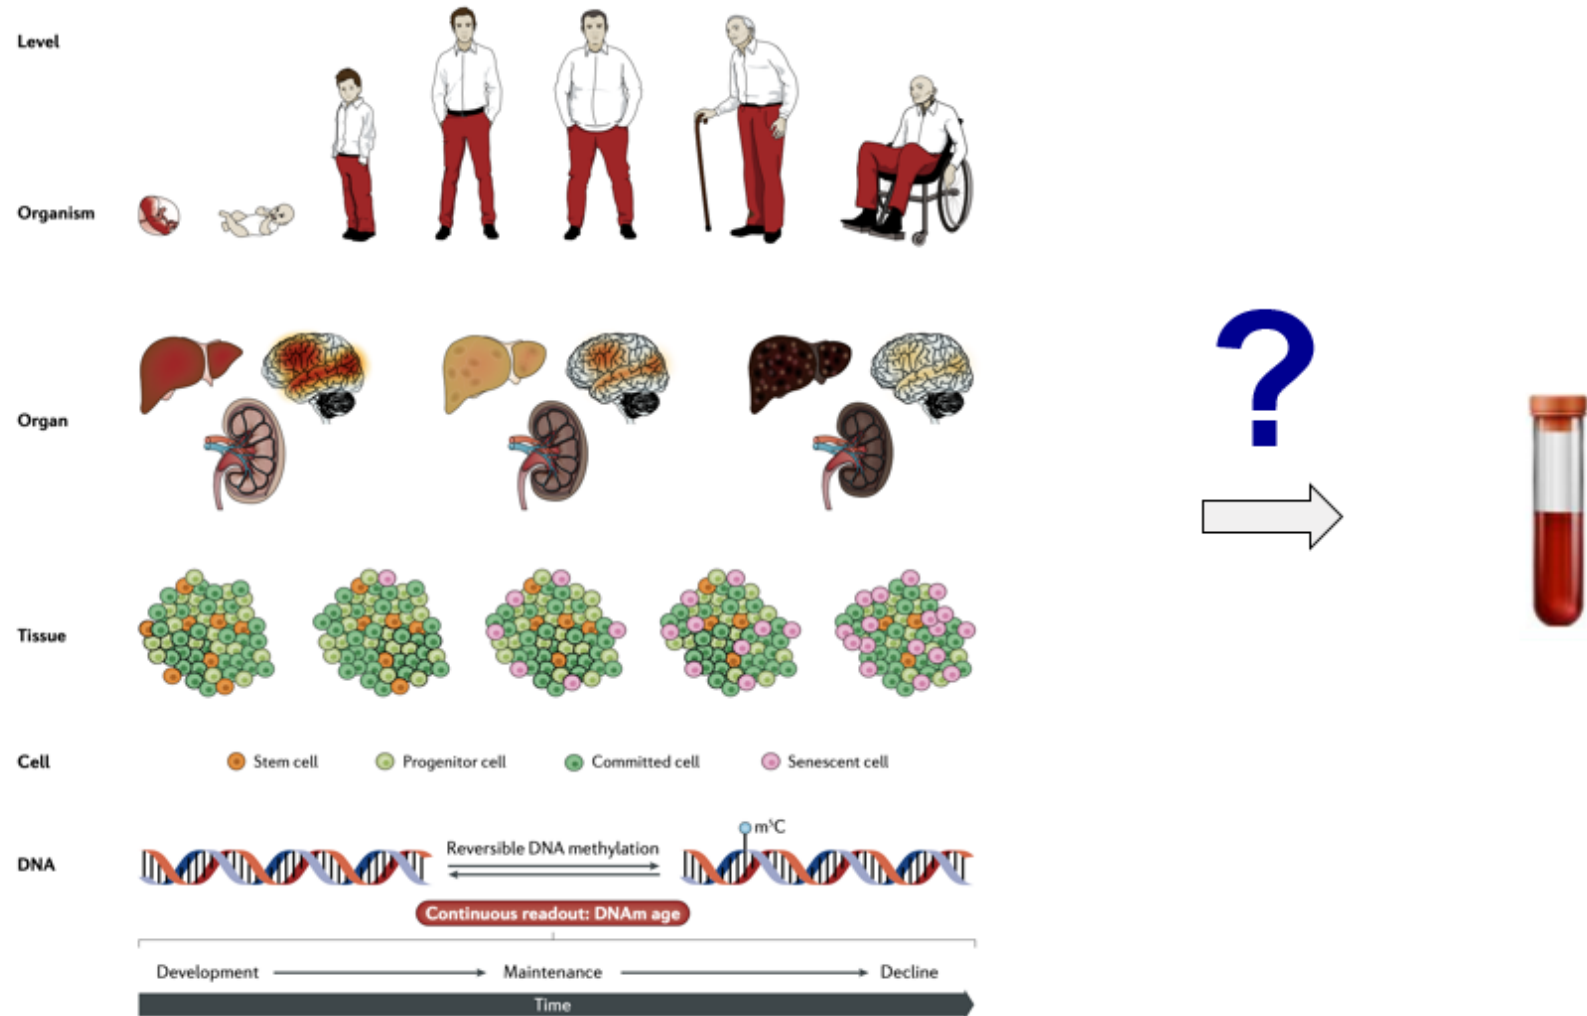 Level
Organism
?
Organ
Tissue
Cell
Stem cell
Progenitor cell
Committed cell
Senescent cell
DNA
Reversible DNA methylation
m⁵C
Continuous readout: DNAm age
Development
Maintenance
Decline
Time